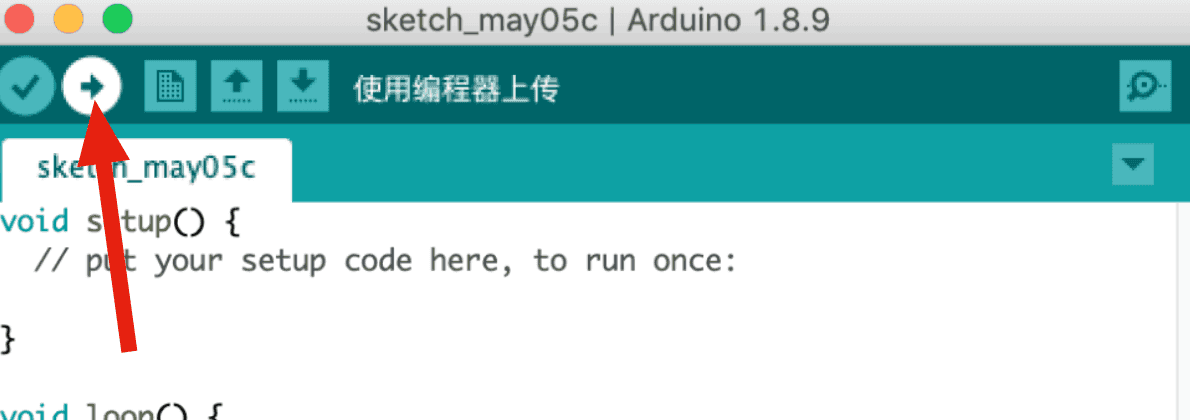 sketch_may05c | Arduino 1.8.9
使用编程器上传
sketch_may05c
void setup() {
  // put your setup code here, to run once:
}
void loop() {